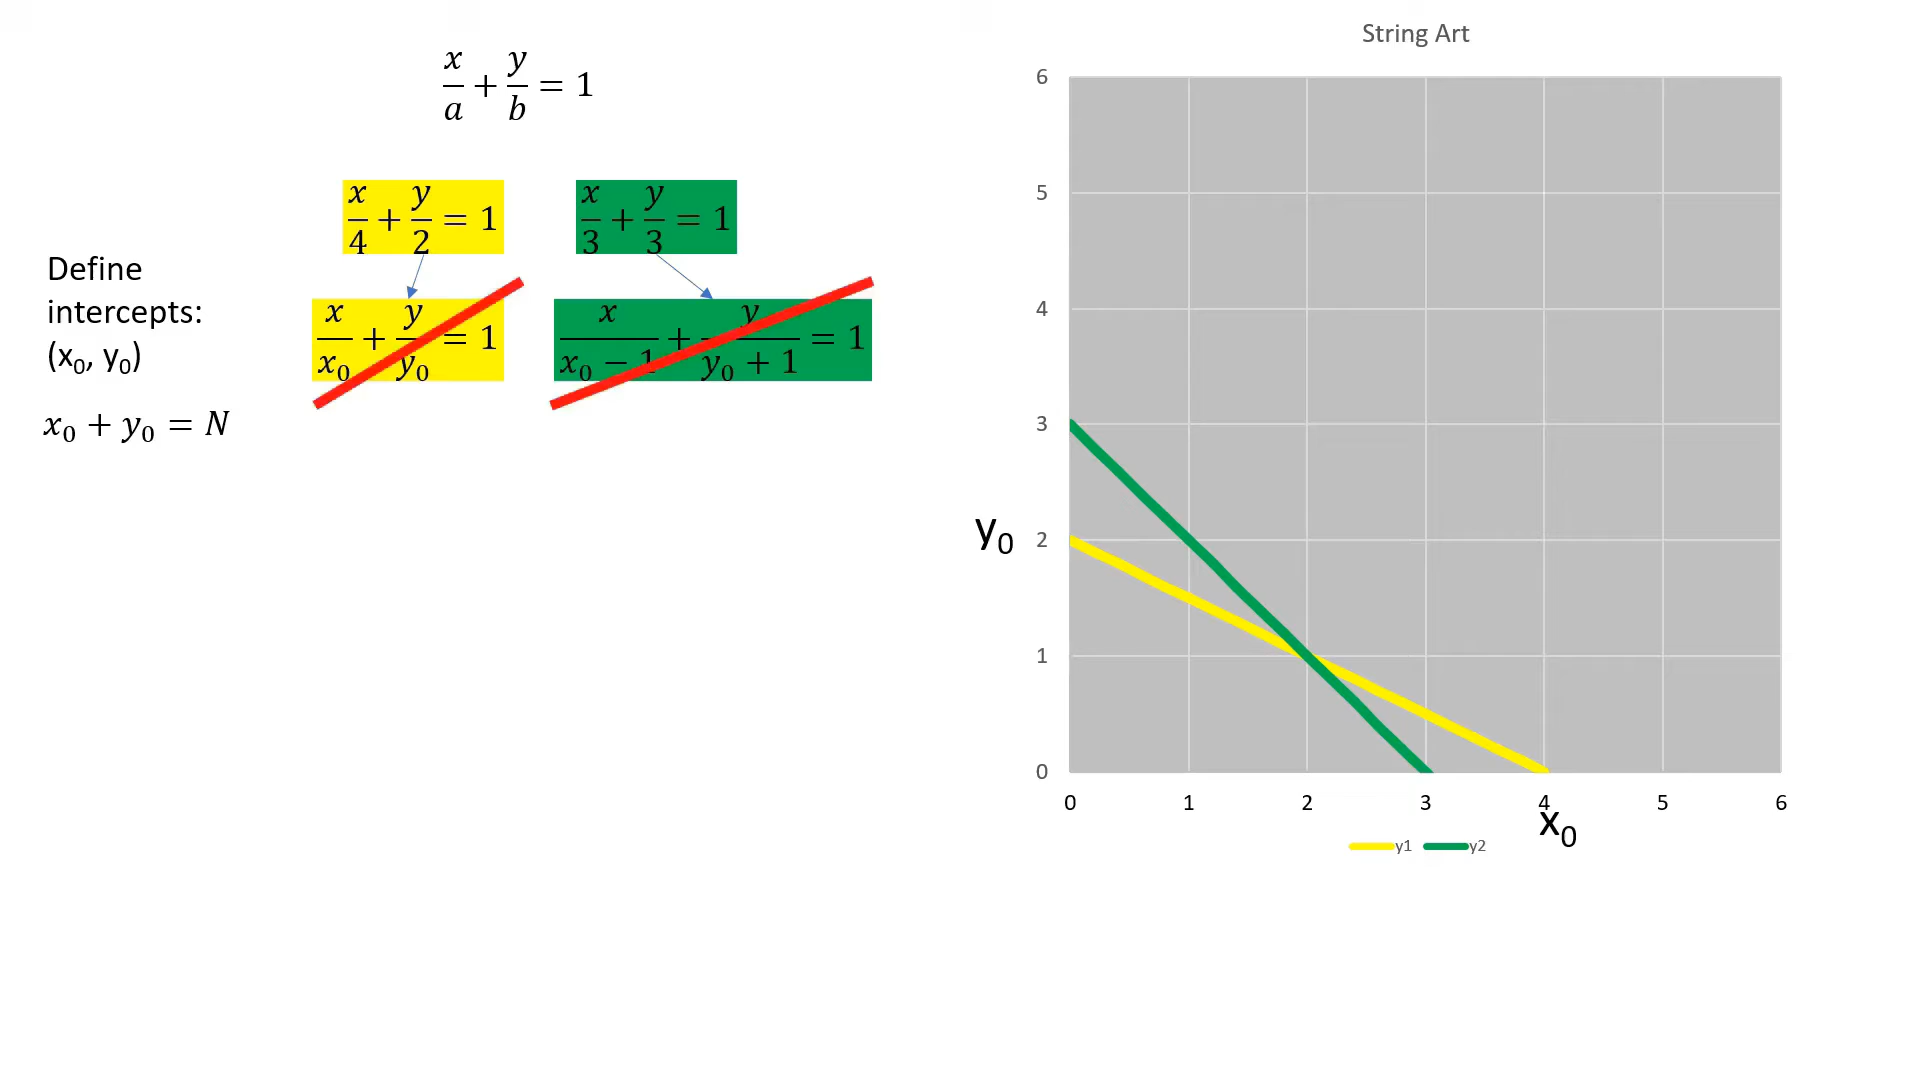 x/a + y/b = 1
x/4 + y/2 = 1
x/3 + y/3 = 1
Define
intercepts:
(x₀, y₀)
x/x₀ + y/y₀ = 1
x/(x₀ − 1) + y/(y₀ + 1) = 1
x₀ + y₀ = N
String Art
6
5
4
3
y₀
2
1
0
0 1 2 3 4 5 6
x₀
y1 y2